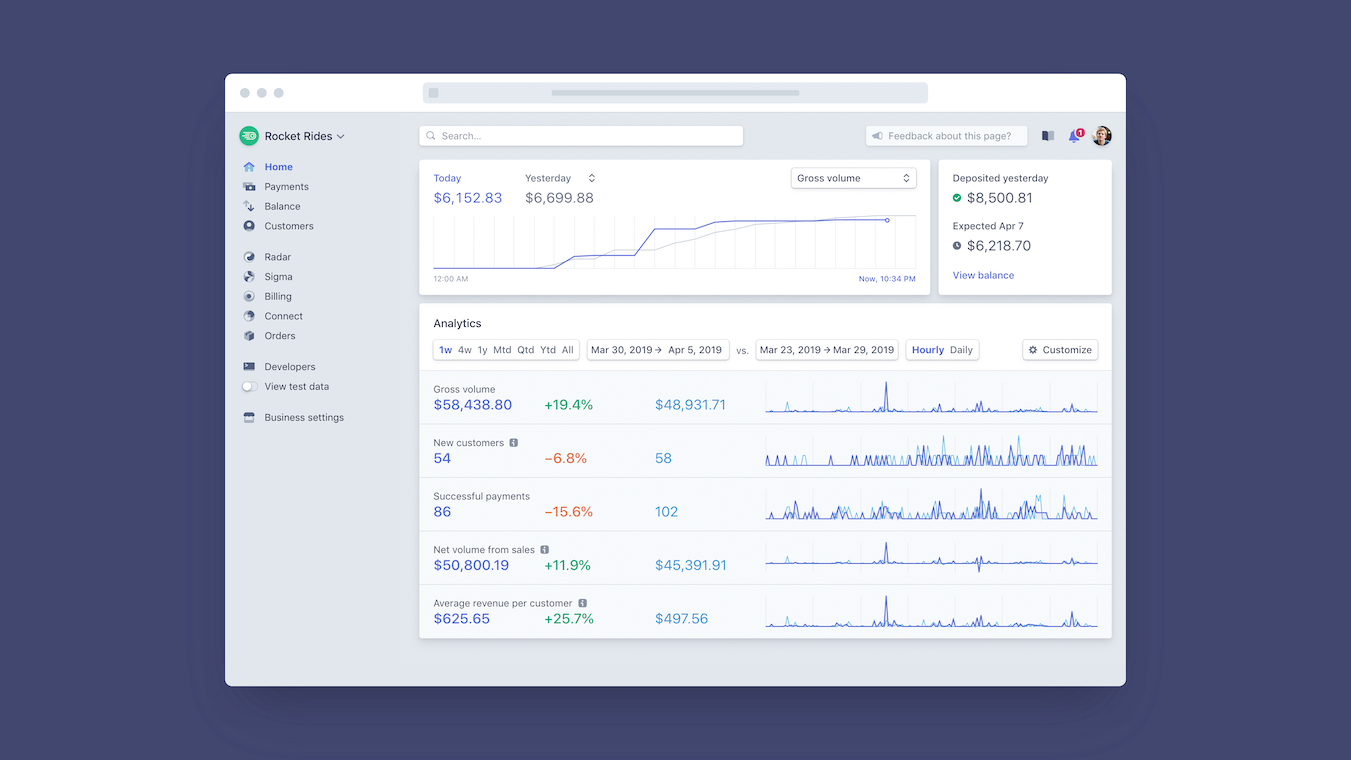 Rocket Rides
Search...
Feedback about this page?
1
Home
Payments
Balance
Customers
Radar
Sigma
Billing
Connect
Orders
Developers
View test data
Business settings
Today
Yesterday
$6,152.83
$6,699.88
Gross volume
12:00 AM
Now, 10:34 PM
Deposited yesterday
$8,500.81
Expected Apr 7
$6,218.70
View balance
Analytics
1w 4w 1y Mtd Qtd Ytd All
Mar 30, 2019 → Apr 5, 2019
vs.
Mar 23, 2019 → Mar 29, 2019
Hourly Daily
Customize
Gross volume
$58,438.80 +19.4% $48,931.71
New customers
54 −6.8% 58
Successful payments
86 −15.6% 102
Net volume from sales
$50,800.19 +11.9% $45,391.91
Average revenue per customer
$625.65 +25.7% $497.56